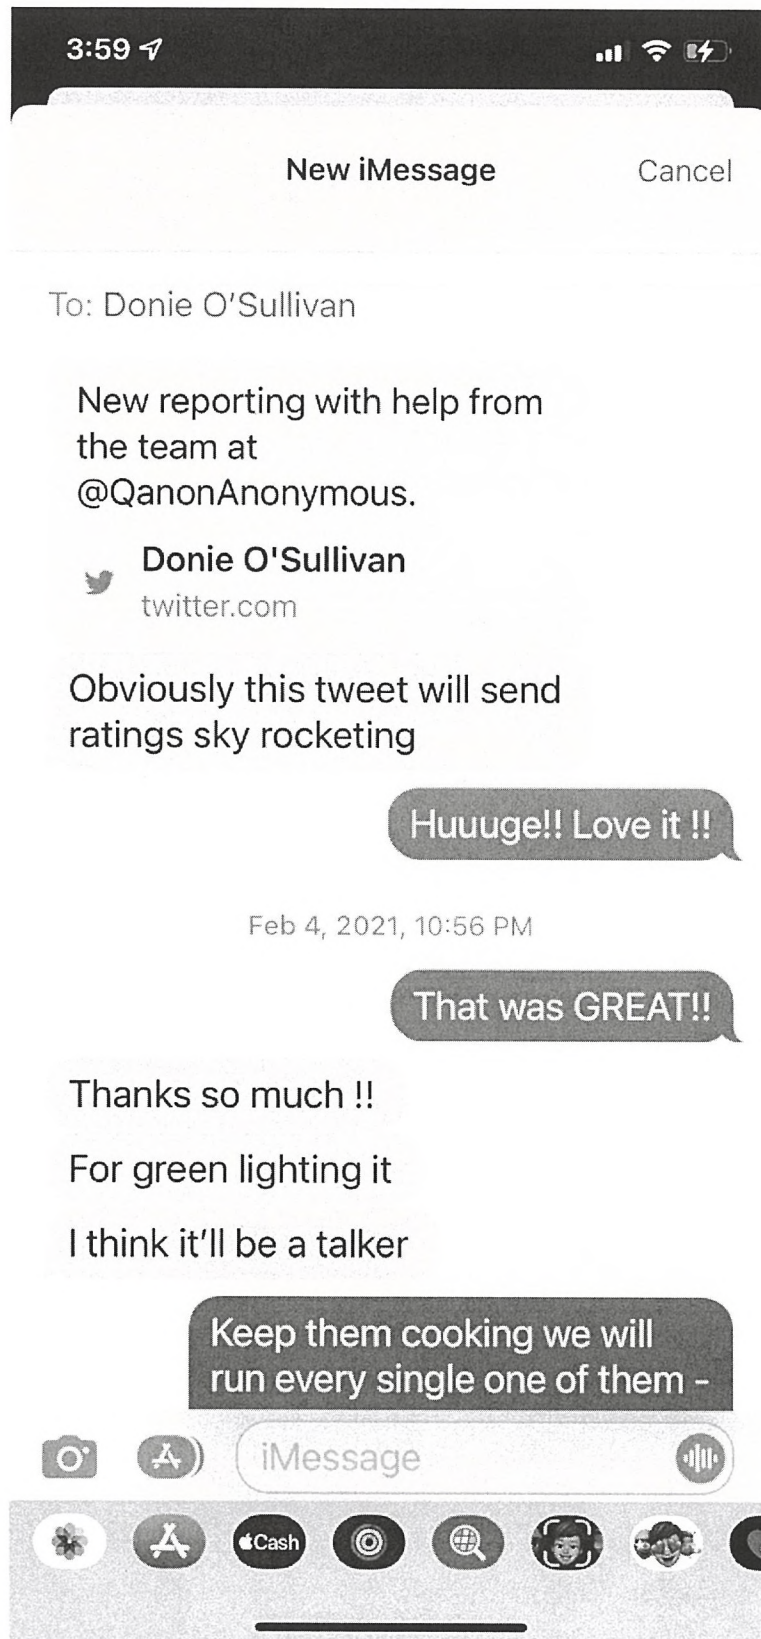 3:59
New iMessage
Cancel
To: Donie O'Sullivan
New reporting with help from
the team at
@QanonAnonymous.
Donie O'Sullivan
twitter.com
Obviously this tweet will send
ratings sky rocketing
Huuuge!! Love it !!
Feb 4, 2021, 10:56 PM
That was GREAT!!
Thanks so much !!
For green lighting it
I think it'll be a talker
Keep them cooking we will
run every single one of them -
iMessage
Cash